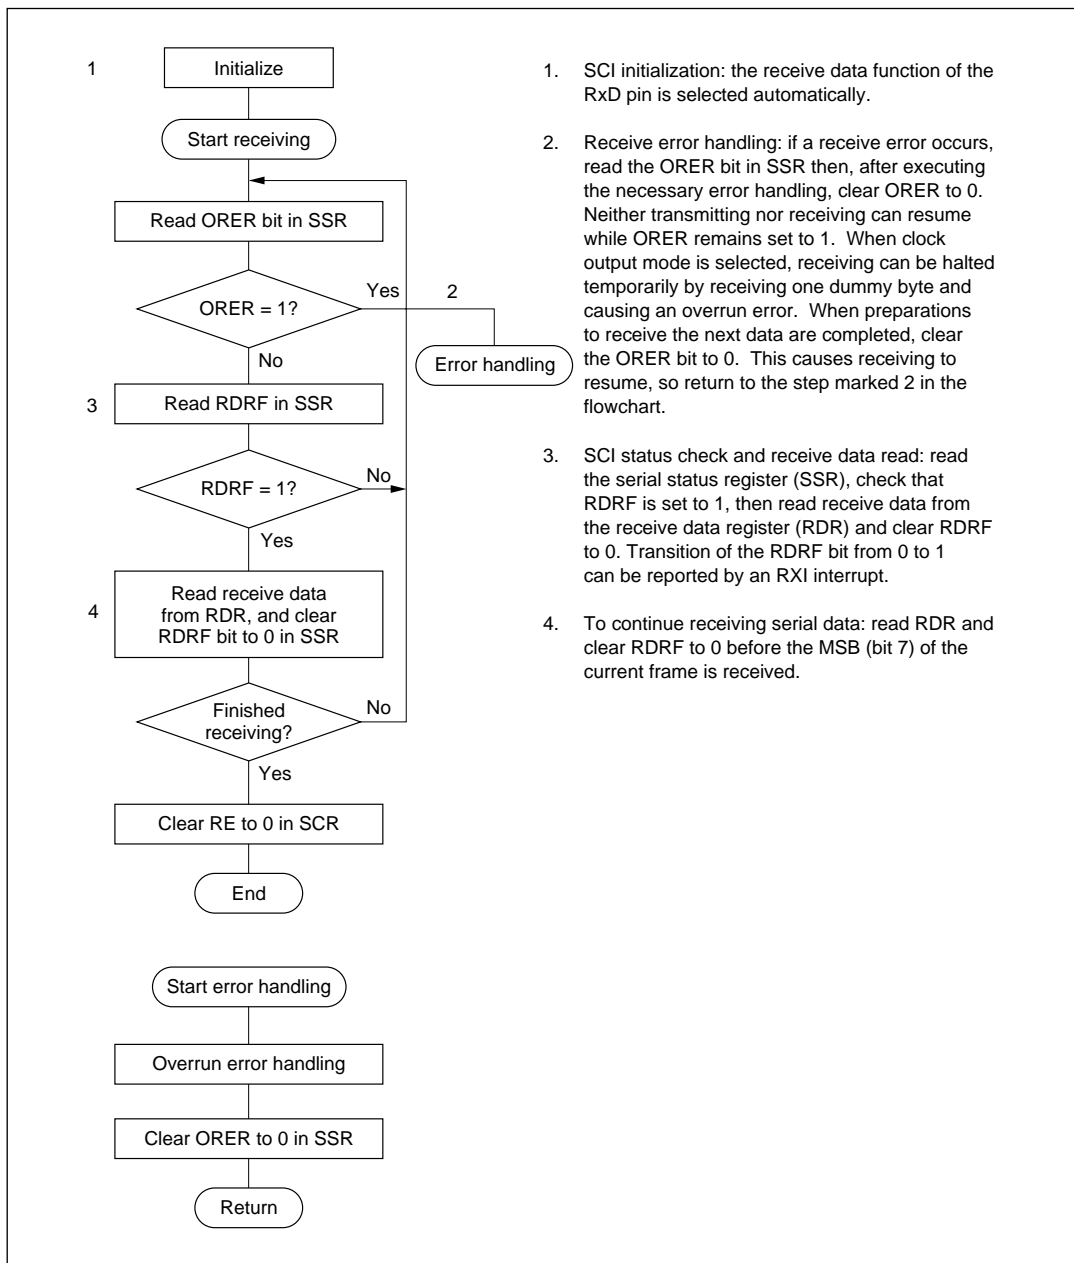 1
Initialize
Start receiving
Read ORER bit in SSR
ORER = 1?
Yes
2
Error handling
No
3
Read RDRF in SSR
RDRF = 1?
No
Yes
4
Read receive data
from RDR, and clear
RDRF bit to 0 in SSR
Finished
receiving?
No
Yes
Clear RE to 0 in SCR
End
Start error handling
Overrun error handling
Clear ORER to 0 in SSR
Return
1. SCI initialization: the receive data function of the
RxD pin is selected automatically.
2. Receive error handling: if a receive error occurs,
read the ORER bit in SSR then, after executing
the necessary error handling, clear ORER to 0.
Neither transmitting nor receiving can resume
while ORER remains set to 1. When clock
output mode is selected, receiving can be halted
temporarily by receiving one dummy byte and
causing an overrun error. When preparations
to receive the next data are completed, clear
the ORER bit to 0. This causes receiving to
resume, so return to the step marked 2 in the
flowchart.
3. SCI status check and receive data read: read
the serial status register (SSR), check that
RDRF is set to 1, then read receive data from
the receive data register (RDR) and clear RDRF
to 0. Transition of the RDRF bit from 0 to 1
can be reported by an RXI interrupt.
4. To continue receiving serial data: read RDR and
clear RDRF to 0 before the MSB (bit 7) of the
current frame is received.